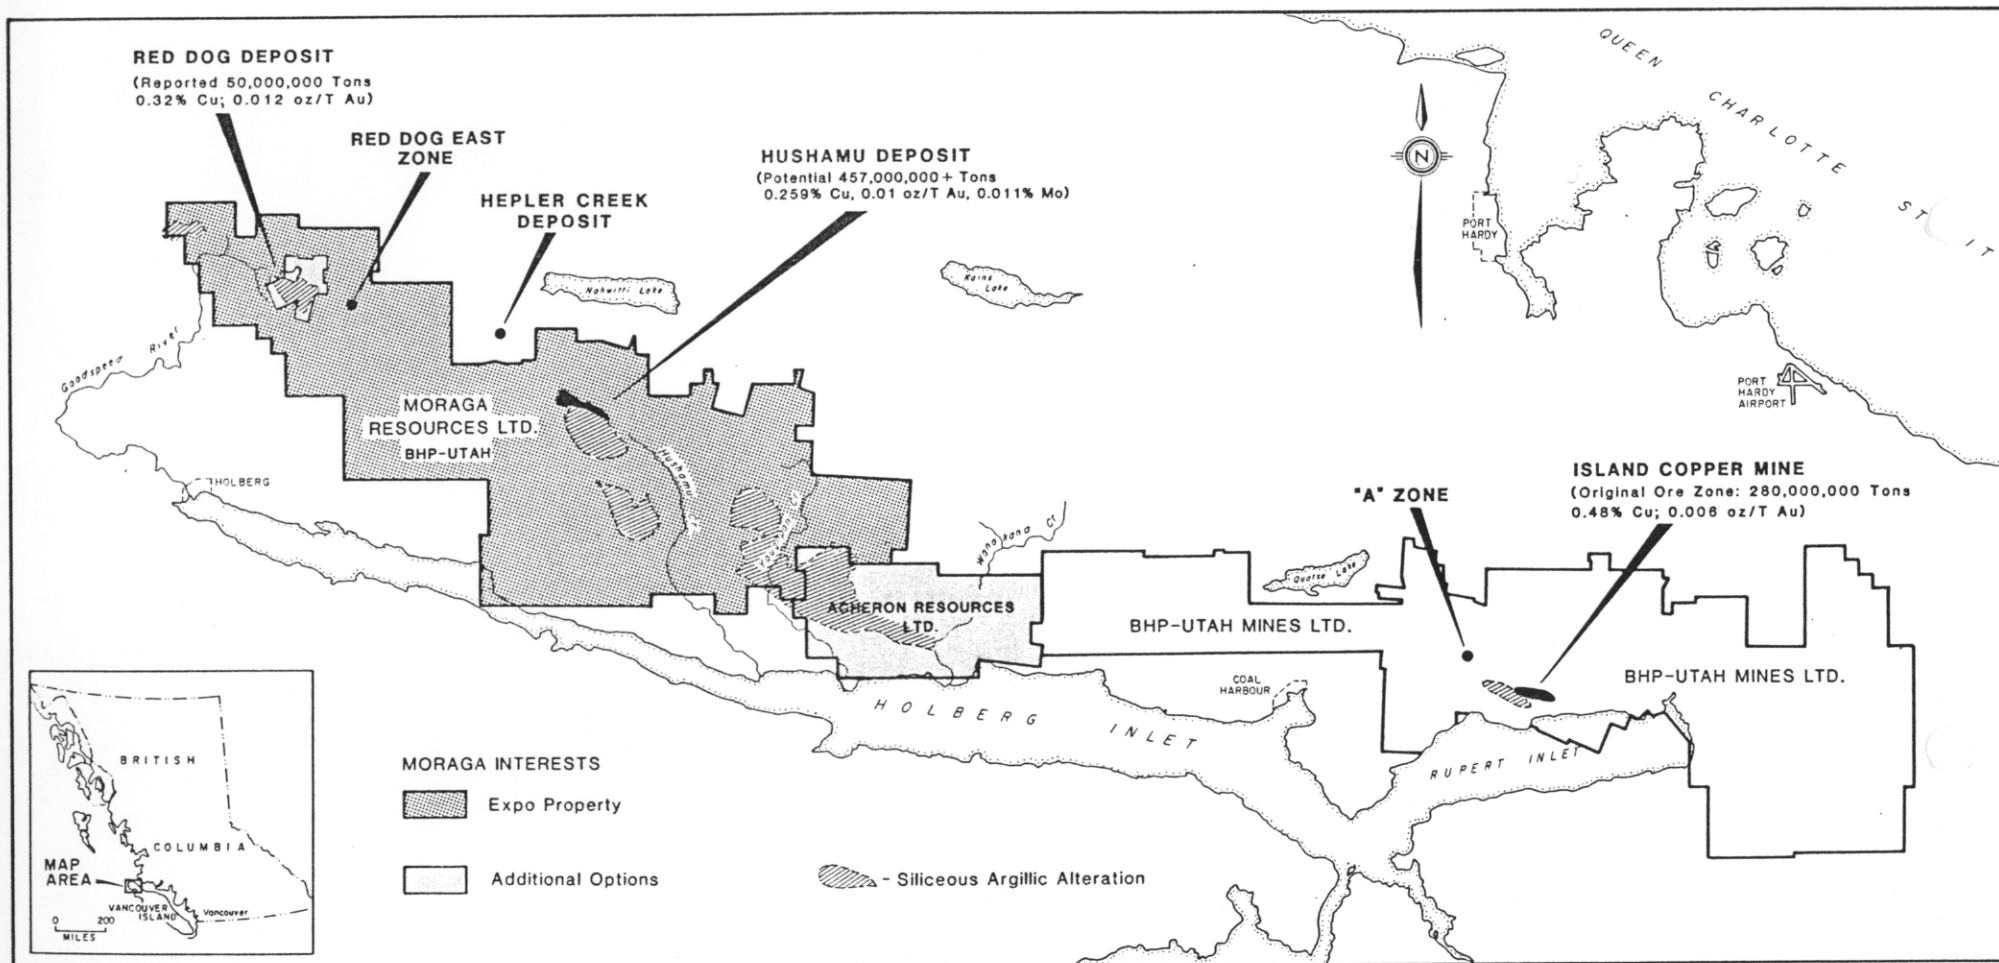 RED DOG DEPOSIT
(Reported 50,000,000 Tons
0.32% Cu; 0.012 oz/T Au)
RED DOG EAST
ZONE
HEPLER CREEK
DEPOSIT
HUSHAMU DEPOSIT
(Potential 457,000,000+ Tons
0.259% Cu, 0.01 oz/T Au, 0.011% Mo)
QUEEN
CHARLOTTE
N
PORT
HARDY
Nahwitti Lake
Kains
Lake
Goodspeed River
PORT
HARDY
AIRPORT
MORAGA
RESOURCES LTD.
BHP-UTAH
Hushamu Cr.
HOLBERG
"A" ZONE
ISLAND COPPER MINE
(Original Ore Zone: 280,000,000 Tons
0.48% Cu; 0.006 oz/T Au)
Wanokana Cr
Quatse Lake
ACHERON RESOURCES
LTD.
BHP-UTAH MINES LTD.
BHP-UTAH MINES LTD.
COAL
HARBOUR
HOLBERG INLET
RUPERT INLET
MORAGA INTERESTS
Expo Property
Additional Options
- Siliceous Argillic Alteration
BRITISH
COLUMBIA
MAP
AREA
VANCOUVER
ISLAND
Vancouver
0 200
MILES